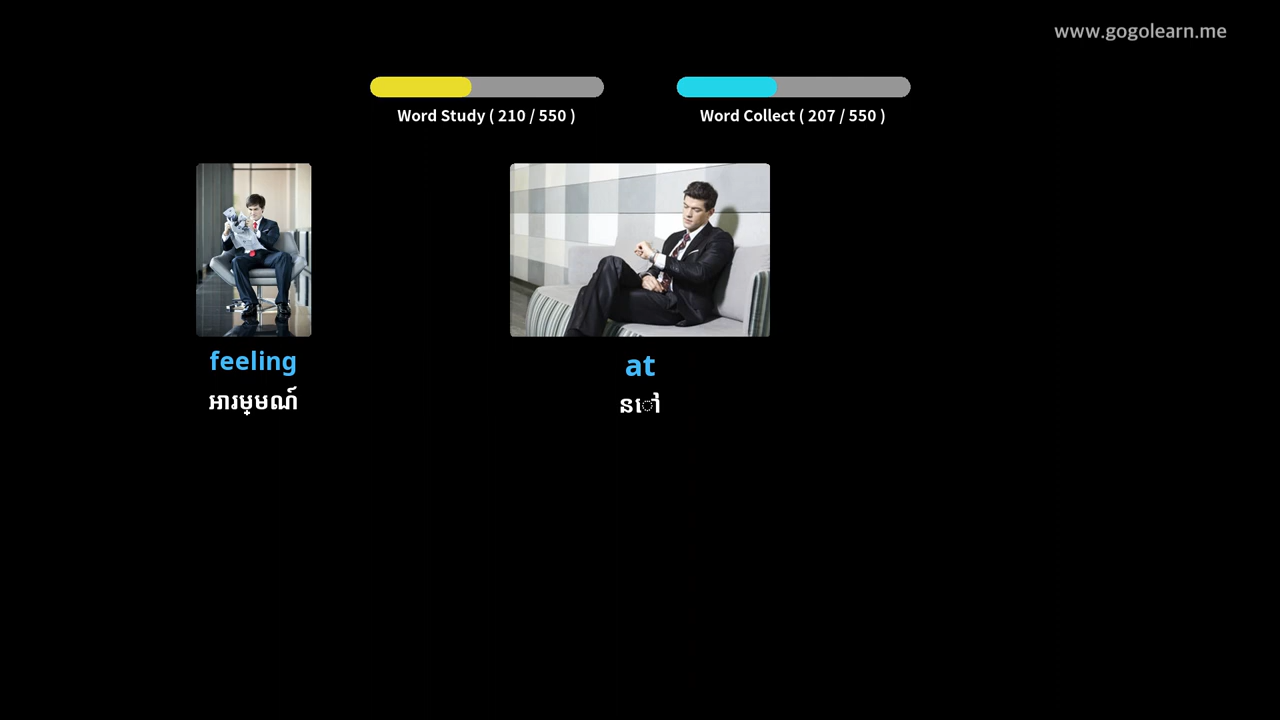 www.gogolearn.me
Word Study ( 210 / 550 )
Word Collect ( 207 / 550 )
feeling
អារម្មណ៍
at
នៅ